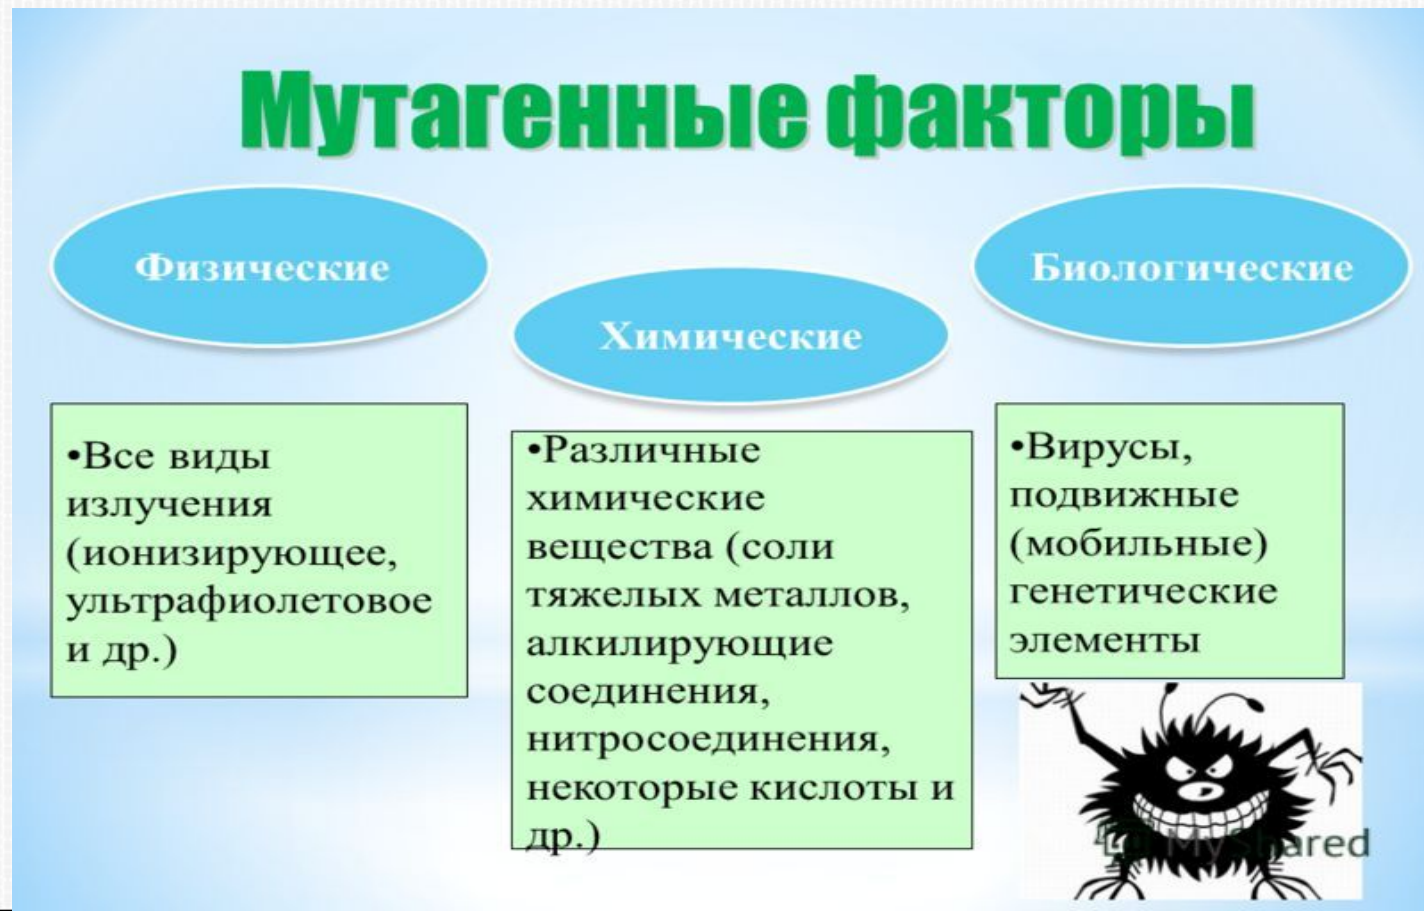 Мутагенные факторы
Физические
Химические
Биологические
•Все виды
излучения
(ионизирующее,
ультрафиолетовое
и др.)
•Различные
химические
вещества (соли
тяжелых металлов,
алкилирующие
соединения,
нитросоединения,
некоторые кислоты и
др.)
•Вирусы,
подвижные
(мобильные)
генетические
элементы
MyShared